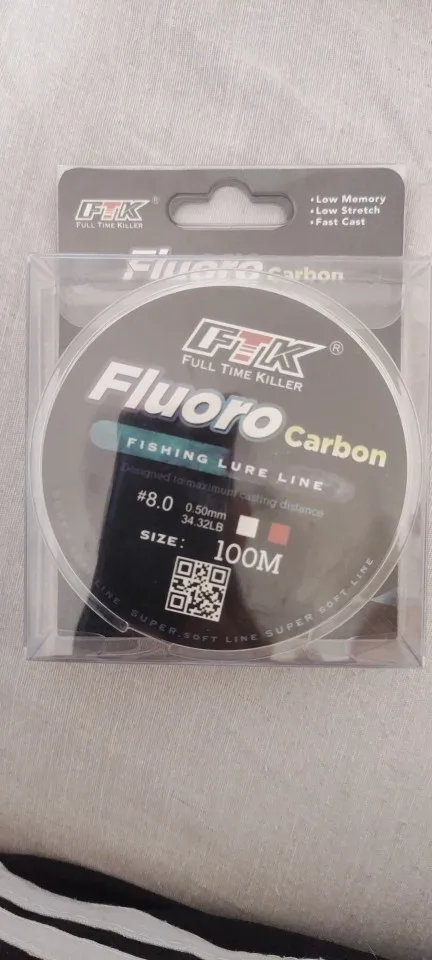 FTK®
FULL TIME KILLER
•Low Memory
•Low Stretch
•Fast Cast
Fluoro Carbon
FTK®
FULL TIME KILLER
Fluoro Carbon
FISHING LURE LINE
Designed to maximum casting distance
#8.0 0.50mm
34.32LB
SIZE: 100M
LINE SUPER.SOFT LINE SUPER SOFT LINE